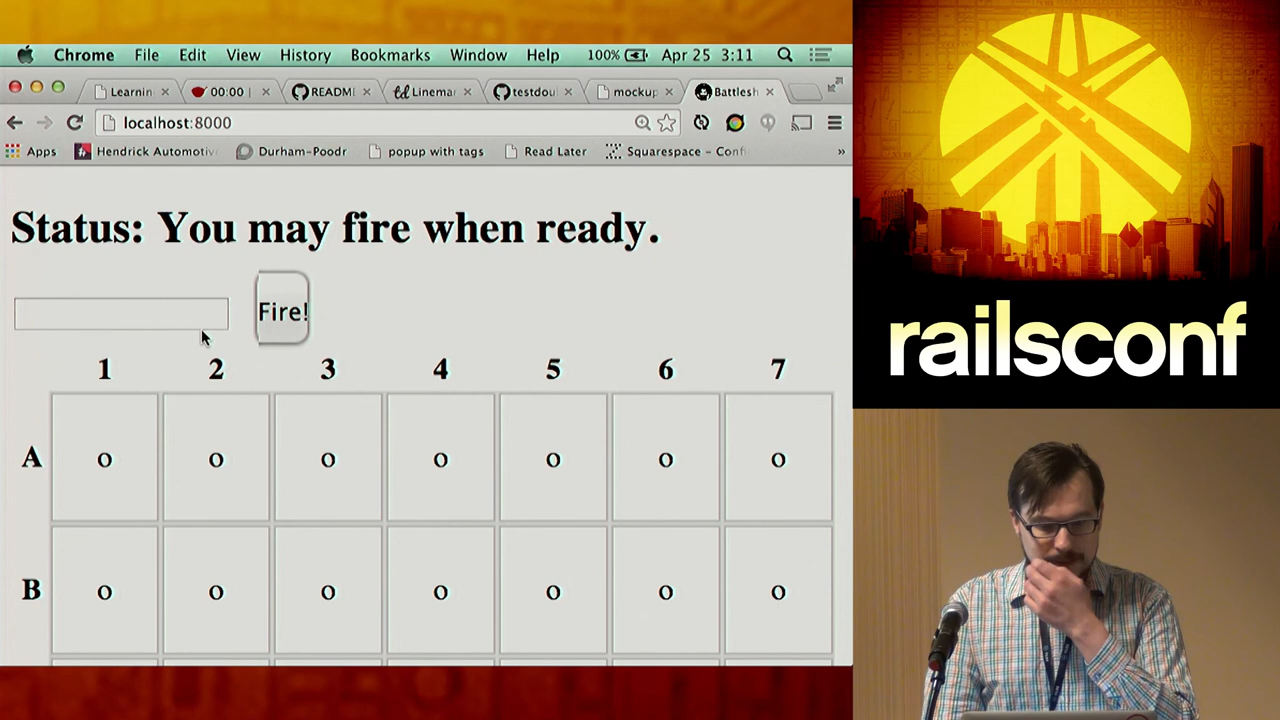 Chrome File Edit View History Bookmarks Window Help 100% Apr 25 3:11
Learnin 00:00 READMI Linemar testdou mockup Battlesh
localhost:8000
Apps Hendrick Automotiv Durham-Poodr popup with tags Read Later Squarespace – Conf »
Status: You may fire when ready.
Fire!
1 2 3 4 5 6 7
A o o o o o o o
B o o o o o o o
railsconf